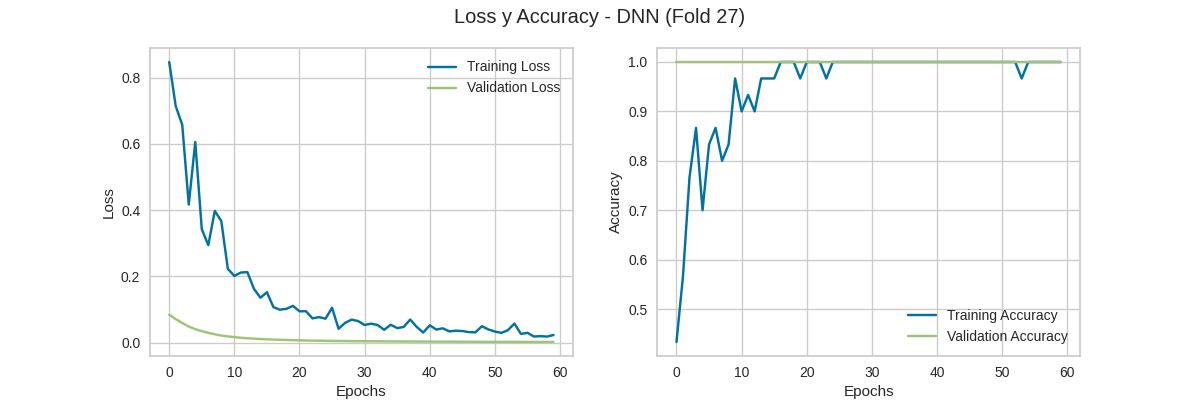 Loss y Accuracy - DNN (Fold 27)
Training Loss
Validation Loss
0.8
0.6
0.4
0.2
0.0
Loss
0
10
20
30
40
50
60
Epochs
1.0
0.9
0.8
0.7
0.6
0.5
Accuracy
Training Accuracy
Validation Accuracy
0
10
20
30
40
50
60
Epochs